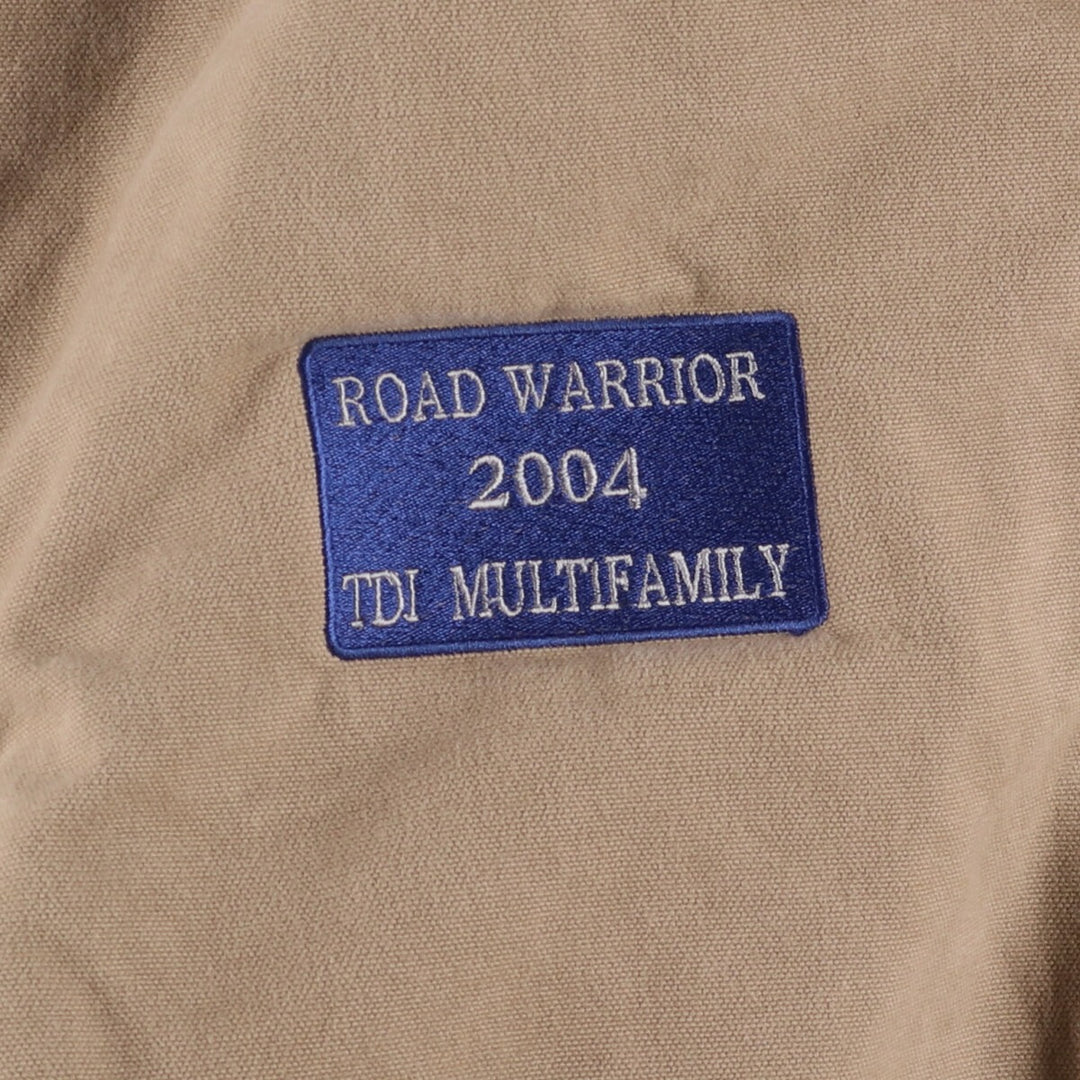 ROAD WARRIOR
2004
TDI MULTIFAMILY